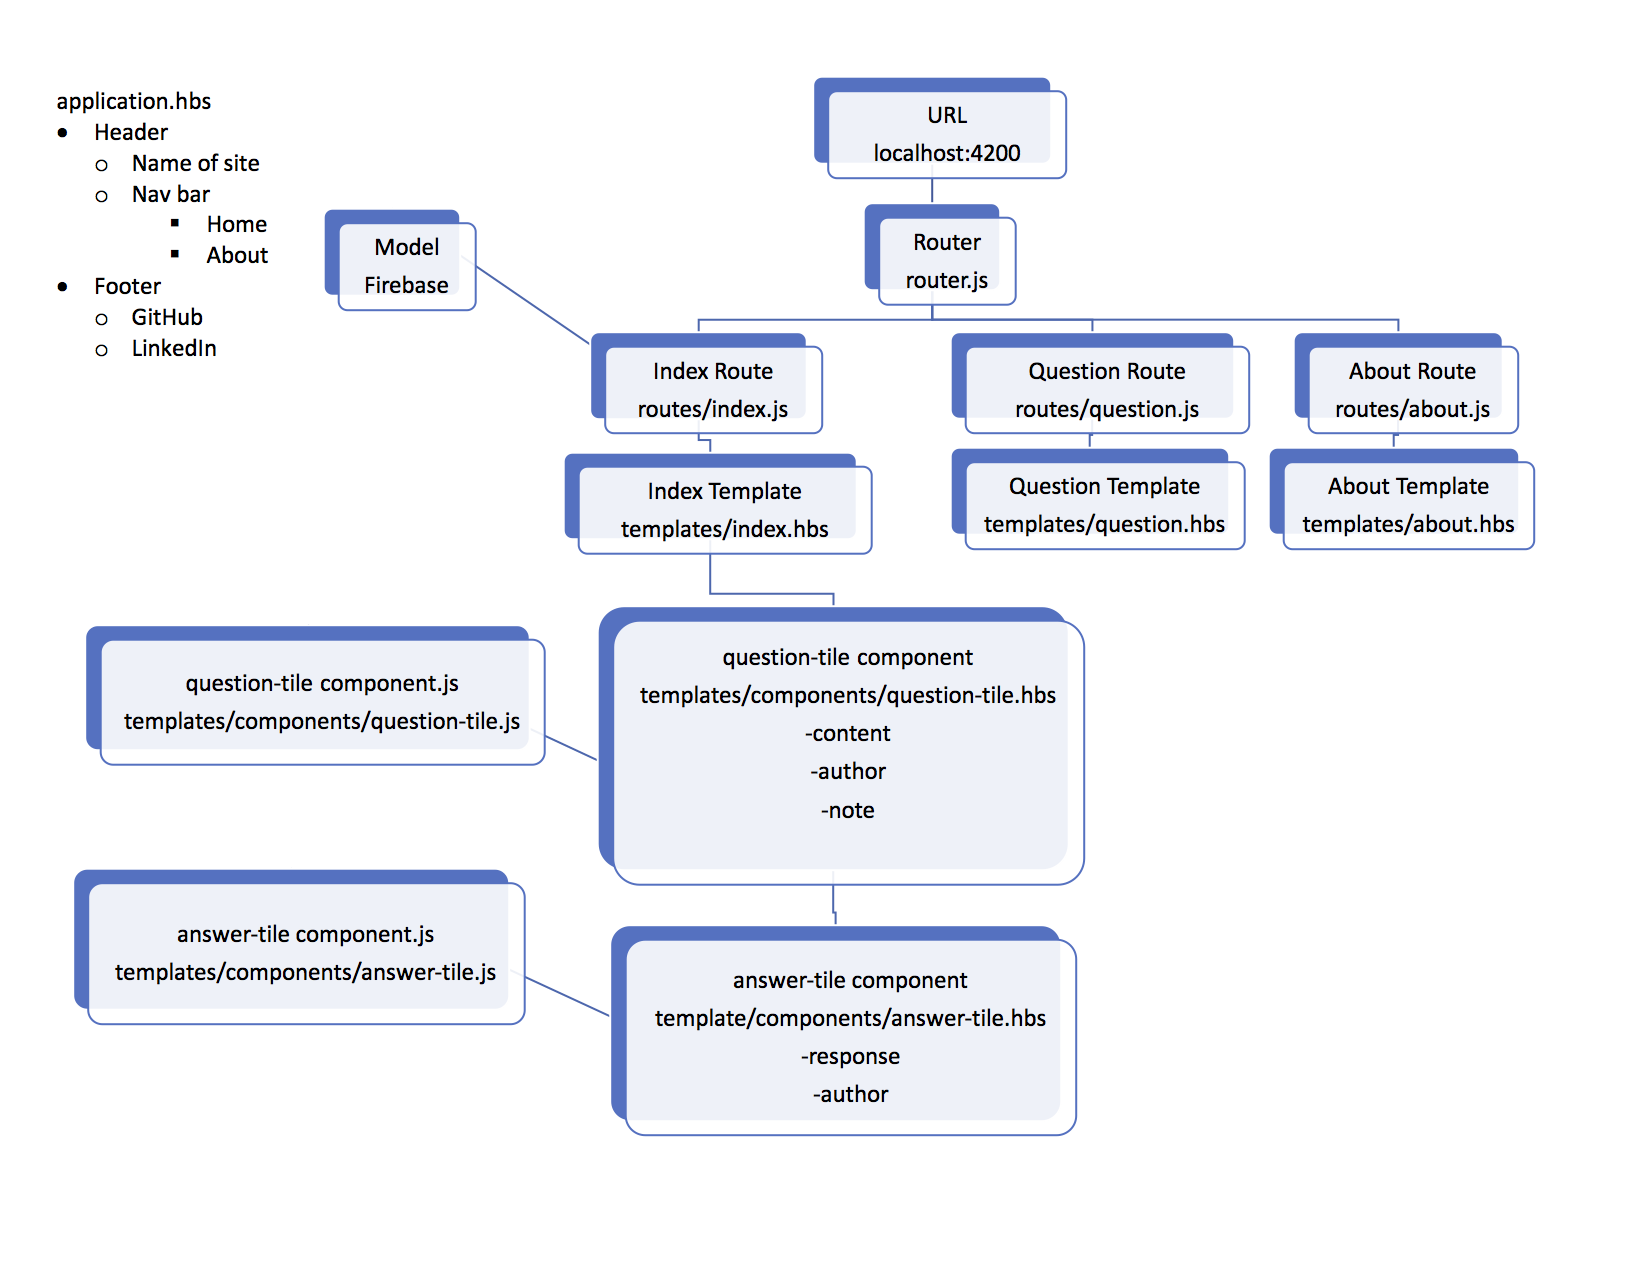 application.hbs
• Header
o Name of site
o Nav bar
▪ Home
▪ About
• Footer
o GitHub
o LinkedIn
URL
localhost:4200
Router
router.js
Model
Firebase
Index Route
routes/index.js
Question Route
routes/question.js
About Route
routes/about.js
Index Template
templates/index.hbs
Question Template
templates/question.hbs
About Template
templates/about.hbs
question-tile component.js
templates/components/question-tile.js
question-tile component
templates/components/question-tile.hbs
-content
-author
-note
answer-tile component.js
templates/components/answer-tile.js
answer-tile component
template/components/answer-tile.hbs
-response
-author